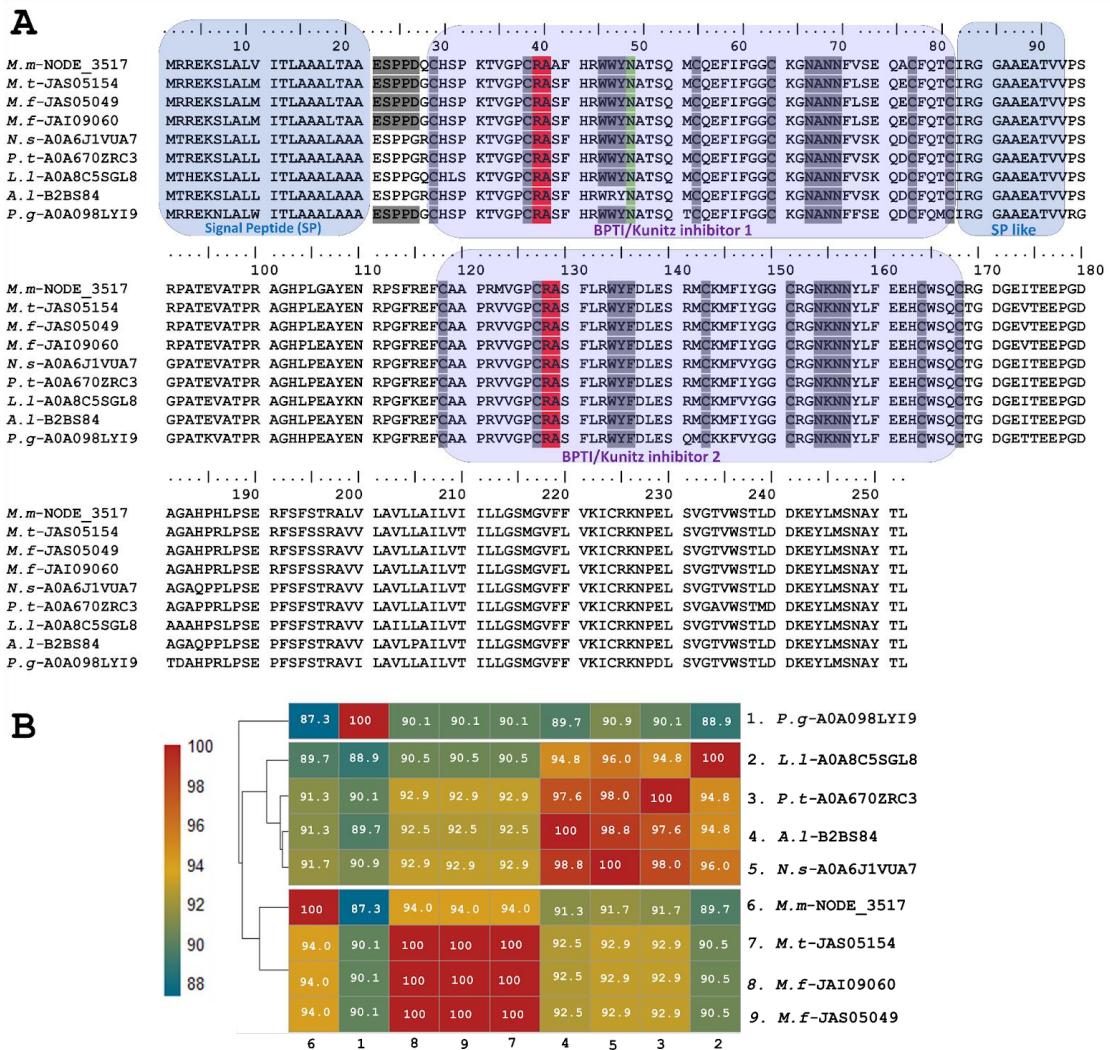 A
10 20 30 40 50 60 70 80 90
M.m-NODE_3517 MRREKSLALV ITLAAALTAA ESPPDQCHSP KTVGPCRAAF HRWWYNATSQ MCQEFIFGGC KGNANNFVSE QACFQTCIRG GAAEATVVPS
M.t-JAS05154 MRREKSLALM ITLAAALTAA ESPPDGCHSP KTVGPCRASF HRWWYNATSQ MCQEFIFGGC KGNANNFLSE QECFQTCIRG GAAEATVVPS
M.f-JAS05049 MRREKSLALM ITLAAALTAA ESPPDGCHSP KTVGPCRASF HRWWYNATSQ MCQEFIFGGC KGNANNFLSE QECFQTCIRG GAAEATVVPS
M.f-JAI09060 MRREKSLALM ITLAAALTAA ESPPDGCHSP KTVGPCRASF HRWWYNATSQ MCQEFIFGGC KGNANNFLSE QECFQTCIRG GAAEATVVPS
N.s-A0A6J1VUA7 MTREKSLALL ITLAAALAAA ESPPGRCHSP KTVGPCRASF HRWWYNATSQ MCQEFIFGGC KGNANNFVSK QDCFQTCIRG GAAEATVVPS
P.t-A0A670ZRC3 MTREKSLALL ITLAAALAAA ESPPGRCHSP KTVGPCRASF HRWWYNATSQ MCQEFIFGGC KGNANNFVSK QDCFQTCIRG GAAEATVVPS
L.l-A0A8C5SGL8 MTHEKSLALL ITLAAALAAA ESPPGQCHLS KTVGPCRASF HRWWYNATSQ MCQEFIFGGC KGNANNFVSK QDCFQTCIRG GAAEATVVPS
A.l-B2BS84 MTREKSLALL ITLAAALAAA ESPPGRCHSP KTVGPCRASF HRWRYNATSQ MCQEFIFGGC KGNANNFVSK QDCFQTCIRG GAAEATVVPS
P.g-A0A098LYI9 MRREKNLALW ITLAAALAAA ESPPDGCHSP KTVGPCRASF HRWWYNATSQ TCQEFIFGGC KGNANNFFSE QDCFQMCIRG GAAEATVVRG
Signal Peptide (SP) BPTI/Kunitz inhibitor 1 SP like
100 110 120 130 140 150 160 170 180
M.m-NODE_3517 RPATEVATPR AGHPLGAYEN RPSFREFCAA PRMVGPCRAS FLRWYFDLES RMCKMFIYGG CRGNKNNYLF EEHCWSQCRG DGEITEEPGD
M.t-JAS05154 RPATEVATPR AGHLPEAYEN RPGFREFCAA PRVVGPCRAS FLRWYFDLES RMCKMFIYGG CRGNKNNYLF EEHCWSQCTG DGEITEEPGD
M.f-JAS05049 RPATEVATPR AGHLPEAYEN RPGFREFCAA PRVVGPCRAS FLRWYFDLES RMCKMFIYGG CRGNKNNYLF EEHCWSQCTG DGEITEEPGD
M.f-JAI09060 RPATEVATPR AGHLPEAYEN RPGFREFCAA PRVVGPCRAS FLRWYFDLES RMCKMFIYGG CRGNKNNYLF EEHCWSQCTG DGEITEEPGD
N.s-A0A6J1VUA7 GPATEVATPR AGHLPEAYEN RPGFREFCAA PRVVGPCRAS FLRWYFDLES RMCKMFVYGG CRGNKNNYLF EEHCWSQCTG DGEITEEPGD
P.t-A0A670ZRC3 GPATEVATPR AGHLPEAYEN RPGFREFCAA PRVVGPCRAS FLRWYFDLES RMCKMFIYGG CRGNKNNYLF EEHCWSQCTG DGEITEEPGD
L.l-A0A8C5SGL8 GPATEVATPR AGHLPEAYEN RPGFKEFCAA PRVVGPCRAS FLRWYFDLES RMCKMFVYGG CRGNKNNYLF EEHCWSQCTG DGEITEEPGD
A.l-B2BS84 GPATEVATPR AGHLPEAYEN RPGFREFCAA PRVVGPCRAS FLRWYFDLES RMCKMFIYGG CRGNKNNYLF EEHCWSQCTG DGEITEEPGD
P.g-A0A098LYI9 GPATKVATPR AGHHPEAYEN KPGFREFCAA PRVVGPCRAS FLRWYFDLES QMCKKFVYGG CRGNKNNYLF EEHCWSQCTG DGETTEEPGD
BPTI/Kunitz inhibitor 2
190 200 210 220 230 240 250
M.m-NODE_3517 AGAHPHLPSE RFSFSTRALV LAVLLAILVI ILLGSMGVFF VKICRKNPEL SVGTVWSTLD DKEYLMSNAY TL
M.t-JAS05154 AGAHPRLPSE RFSFSSRAVV LAVLLAILVT ILLGSMGVFL VKICRKNPEL SVGTVWSTLD DKEYLMSNAY TL
M.f-JAS05049 AGAHPRLPSE RFSFSSRAVV LAVLLAILVT ILLGSMGVFL VKICRKNPEL SVGTVWSTLD DKEYLMSNAY TL
M.f-JAI09060 AGAHPRLPSE RFSFSSRAVV LAVLLAILVT ILLGSMGVFL VKICRKNPEL SVGTVWSTLD DKEYLMSNAY TL
N.s-A0A6J1VUA7 AGAQPPLPSE PFSFSTRAVV LAVLLAILVT ILLGSMGVFF VKICRKNPEL SVGTVWSTLD DKEYLMSNAY TL
P.t-A0A670ZRC3 AGAPPRLPSE PFSFSTRAVV LAVLLAILVT ILLGSMGVFF VKICRKNPEL SVGAVWSTMD DKEYLMSNAY TL
L.l-A0A8C5SGL8 AAAHPSLPSE PFSFSTRALV LAILLAILVT ILLGSMGVFF VKICRKNPEL SVGTVWSTLD DKEYLMSNAY TL
A.l-B2BS84 AGAQPPLPSE PFSFSTRAVV LAVLPAILVT ILLGSMGVFF VKICRKNPEL SVGTVWSTLD DKEYLMSNAY TL
P.g-A0A098LYI9 TDAHPRLPSE RFSFSTRAVI LAVLLAILVT ILLGSMGVFF VKICRKNPDL SVGTVWSTLD DKEYLMSNAY TL
B
100
98
96
94
92
90
88
87.3 100 90.1 90.1 90.1 89.7 90.9 90.1 88.9 1. P.g-A0A098LYI9
89.7 88.9 90.5 90.5 90.5 94.8 96.0 94.8 100 2. L.l-A0A8C5SGL8
91.3 90.1 92.9 92.9 92.9 97.6 98.0 100 94.8 3. P.t-A0A670ZRC3
91.3 89.7 92.5 92.5 92.5 100 98.8 97.6 94.8 4. A.l-B2BS84
91.7 90.9 92.9 92.9 92.9 98.8 100 98.0 96.0 5. N.s-A0A6J1VUA7
100 87.3 94.0 94.0 94.0 91.3 91.7 91.7 89.7 6. M.m-NODE_3517
94.0 90.1 100 100 100 92.5 92.9 92.9 90.5 7. M.t-JAS05154
94.0 90.1 100 100 100 92.5 92.9 92.9 90.5 8. M.f-JAI09060
94.0 90.1 100 100 100 92.5 92.9 92.9 90.5 9. M.f-JAS05049
6 1 8 9 7 4 5 3 2